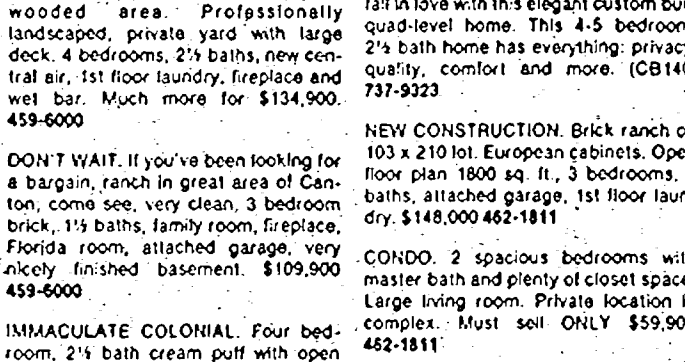 wooded area. Professionally
landscaped, private yard with large
deck. 4 bedrooms, 2½ baths, new cen-
tral air, 1st floor laundry, fireplace and
wet bar. Much more for $134,900.
459-6000
DON'T WAIT. If you've been looking for
a bargain, ranch in great area of Can-
ton, come see, very clean, 3 bedroom
brick, 1½ baths, family room, fireplace,
Florida room, attached garage, very
nicely finished basement. $109,900
459-6000
IMMACULATE COLONIAL. Four bed-
room, 2½ bath cream puff with open
fall in love with this elegant custom bui
quad-level home. This 4-5 bedroom
2½ bath home has everything: privacy
quality, comfort and more. (CB140
737-9323
NEW CONSTRUCTION. Brick ranch o
103 x 210 lot. European cabinets. Ope
floor plan 1800 sq. ft., 3 bedrooms,
baths, attached garage, 1st floor laun
dry. $148,000 462-1811
CONDO. 2 spacious bedrooms wit
master bath and plenty of closet space
Large living room. Private location
complex. Must sell ONLY $59,90
462-1811